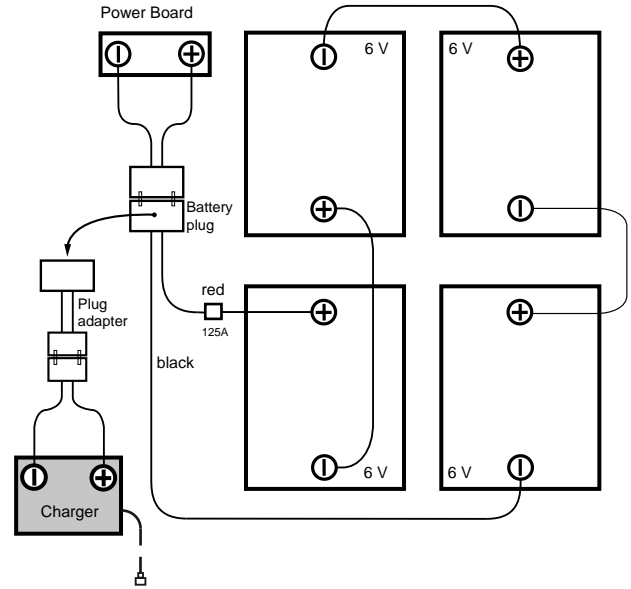 Power Board
6 V
6 V
Battery
plug
red
125A
Plug
adapter
black
6 V
6 V
Charger